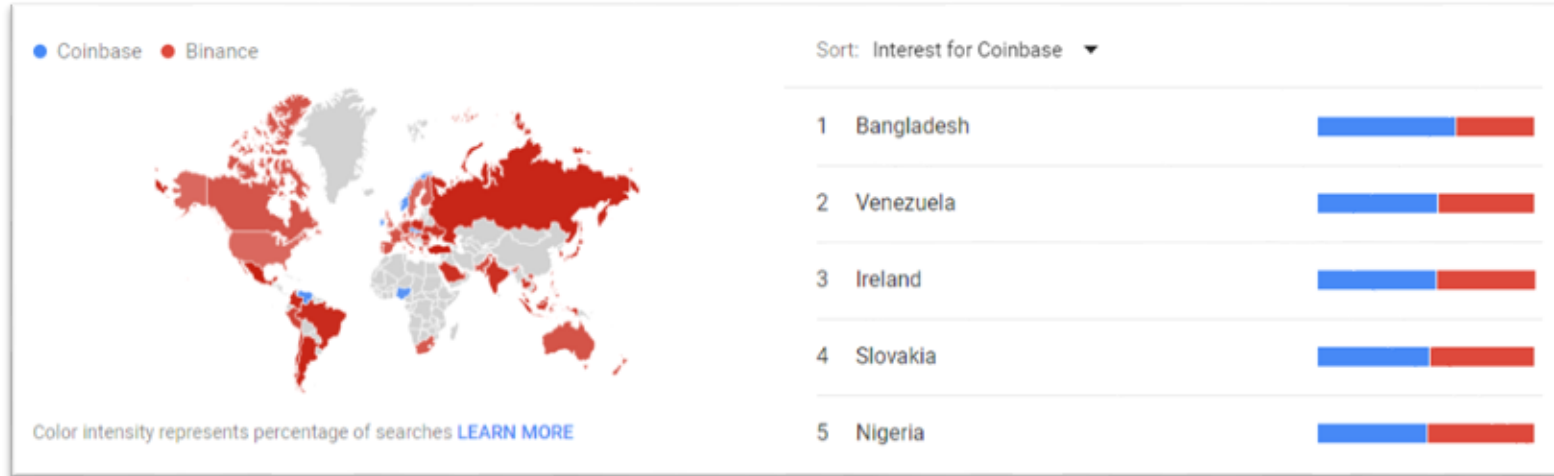 Coinbase Binance
Sort: Interest for Coinbase
1 Bangladesh
2 Venezuela
3 Ireland
4 Slovakia
5 Nigeria
Color intensity represents percentage of searches LEARN MORE